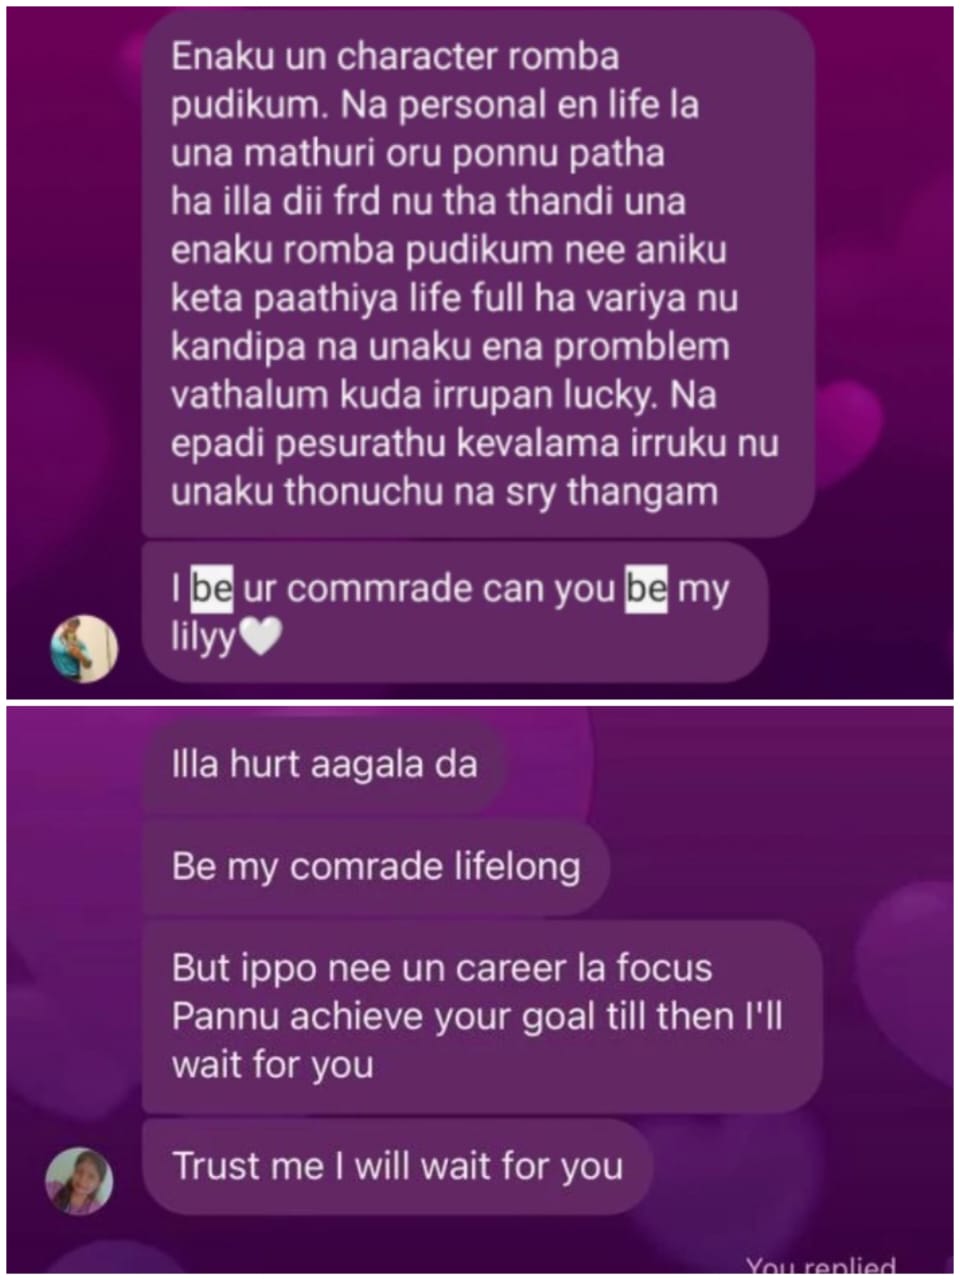 Enaku un character romba
pudikum. Na personal en life la
una mathuri oru ponnu patha
ha illa dii frd nu tha thandi una
enaku romba pudikum nee aniku
keta paathiya life full ha variya nu
kandipa na unaku ena promblem
vathalum kuda irrupan lucky. Na
epadi pesurathu kevalama irruku nu
unaku thonuchu na sry thangam
I be ur commrade can you be my
lilyy🤍
Illa hurt aagala da
Be my comrade lifelong
But ippo nee un career la focus
Pannu achieve your goal till then I'll
wait for you
Trust me I will wait for you
You replied